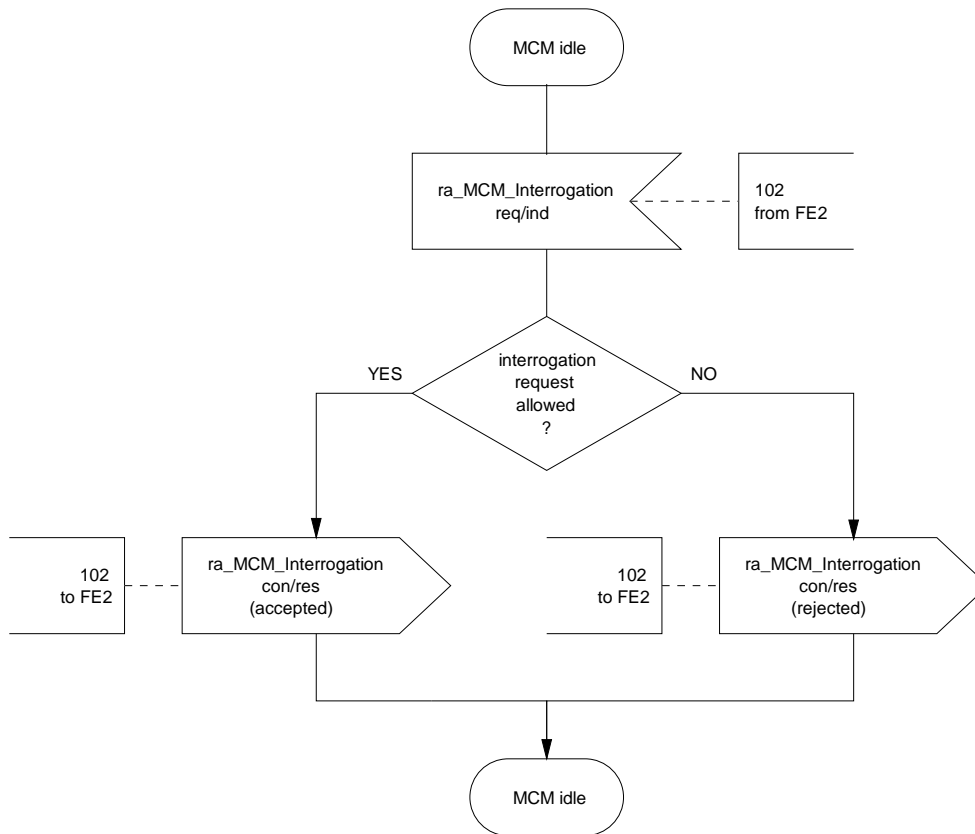 MCM idle
ra_MCM_Interrogation
req/ind
102
from FE2
interrogation
request
allowed
?
YES
NO
102
to FE2
ra_MCM_Interrogation
con/res
(accepted)
102
to FE2
ra_MCM_Interrogation
con/res
(rejected)
MCM idle